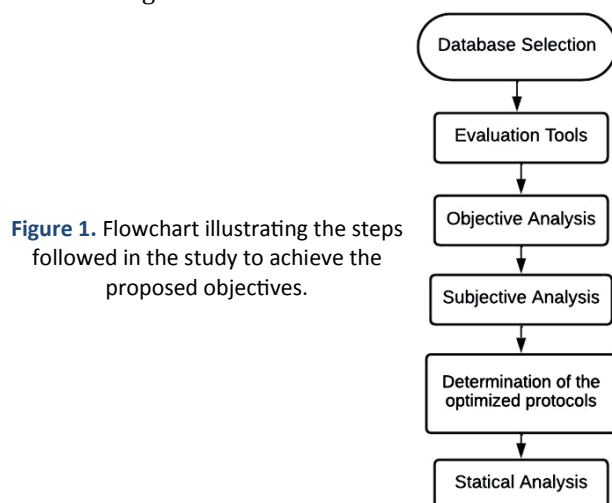 Database Selection
Evaluation Tools
Objective Analysis
Figure 1. Flowchart illustrating the steps
followed in the study to achieve the
proposed objectives.
Subjective Analysis
Determination of the
optimized protocols
Statical Analysis